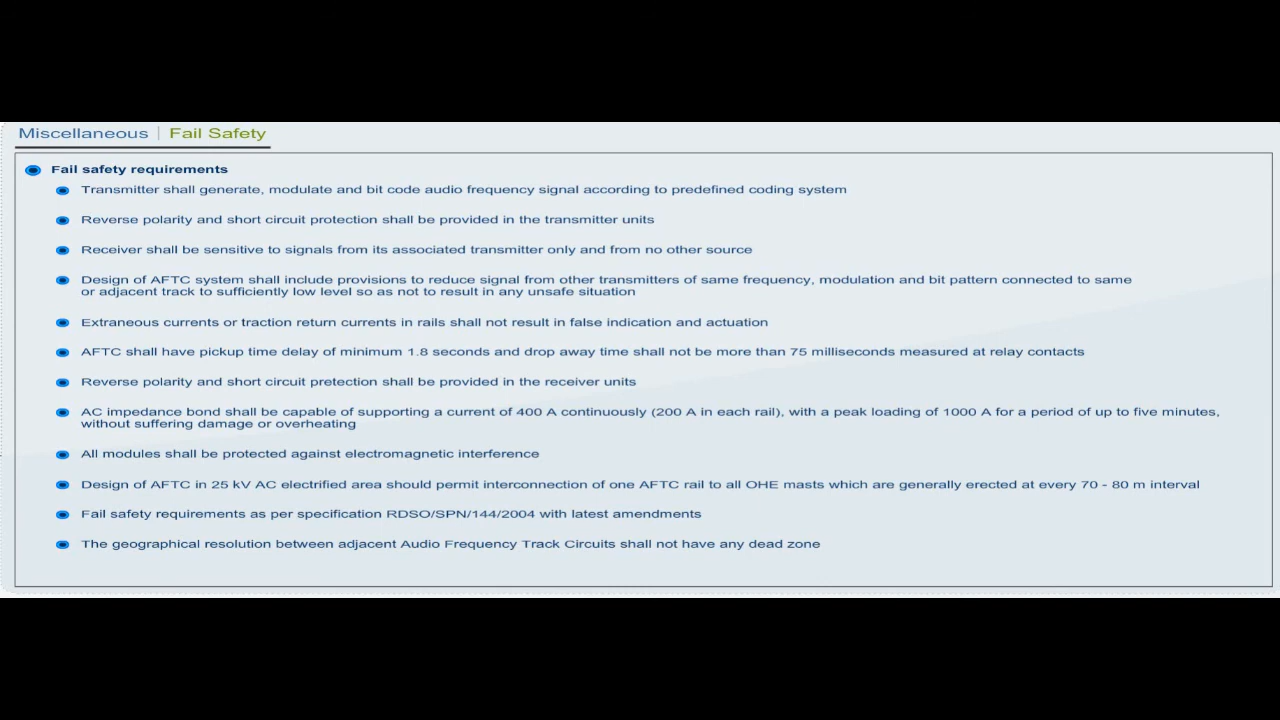 Miscellaneous | Fail Safety
Fail safety requirements
Transmitter shall generate, modulate and bit code audio frequency signal according to predefined coding system
Reverse polarity and short circuit protection shall be provided in the transmitter units
Receiver shall be sensitive to signals from its associated transmitter only and from no other source
Design of AFTC system shall include provisions to reduce signal from other transmitters of same frequency, modulation and bit pattern connected to same
or adjacent track to sufficiently low level so as not to result in any unsafe situation
Extraneous currents or traction return currents in rails shall not result in false indication and actuation
AFTC shall have pickup time delay of minimum 1.8 seconds and drop away time shall not be more than 75 milliseconds measured at relay contacts
Reverse polarity and short circuit pretection shall be provided in the receiver units
AC impedance bond shall be capable of supporting a current of 400 A continuously (200 A in each rail), with a peak loading of 1000 A for a period of up to five minutes,
without suffering damage or overheating
All modules shall be protected against electromagnetic interference
Design of AFTC in 25 kV AC electrified area should permit interconnection of one AFTC rail to all OHE masts which are generally erected at every 70 - 80 m interval
Fail safety requirements as per specification RDSO/SPN/144/2004 with latest amendments
The geographical resolution between adjacent Audio Frequency Track Circuits shall not have any dead zone